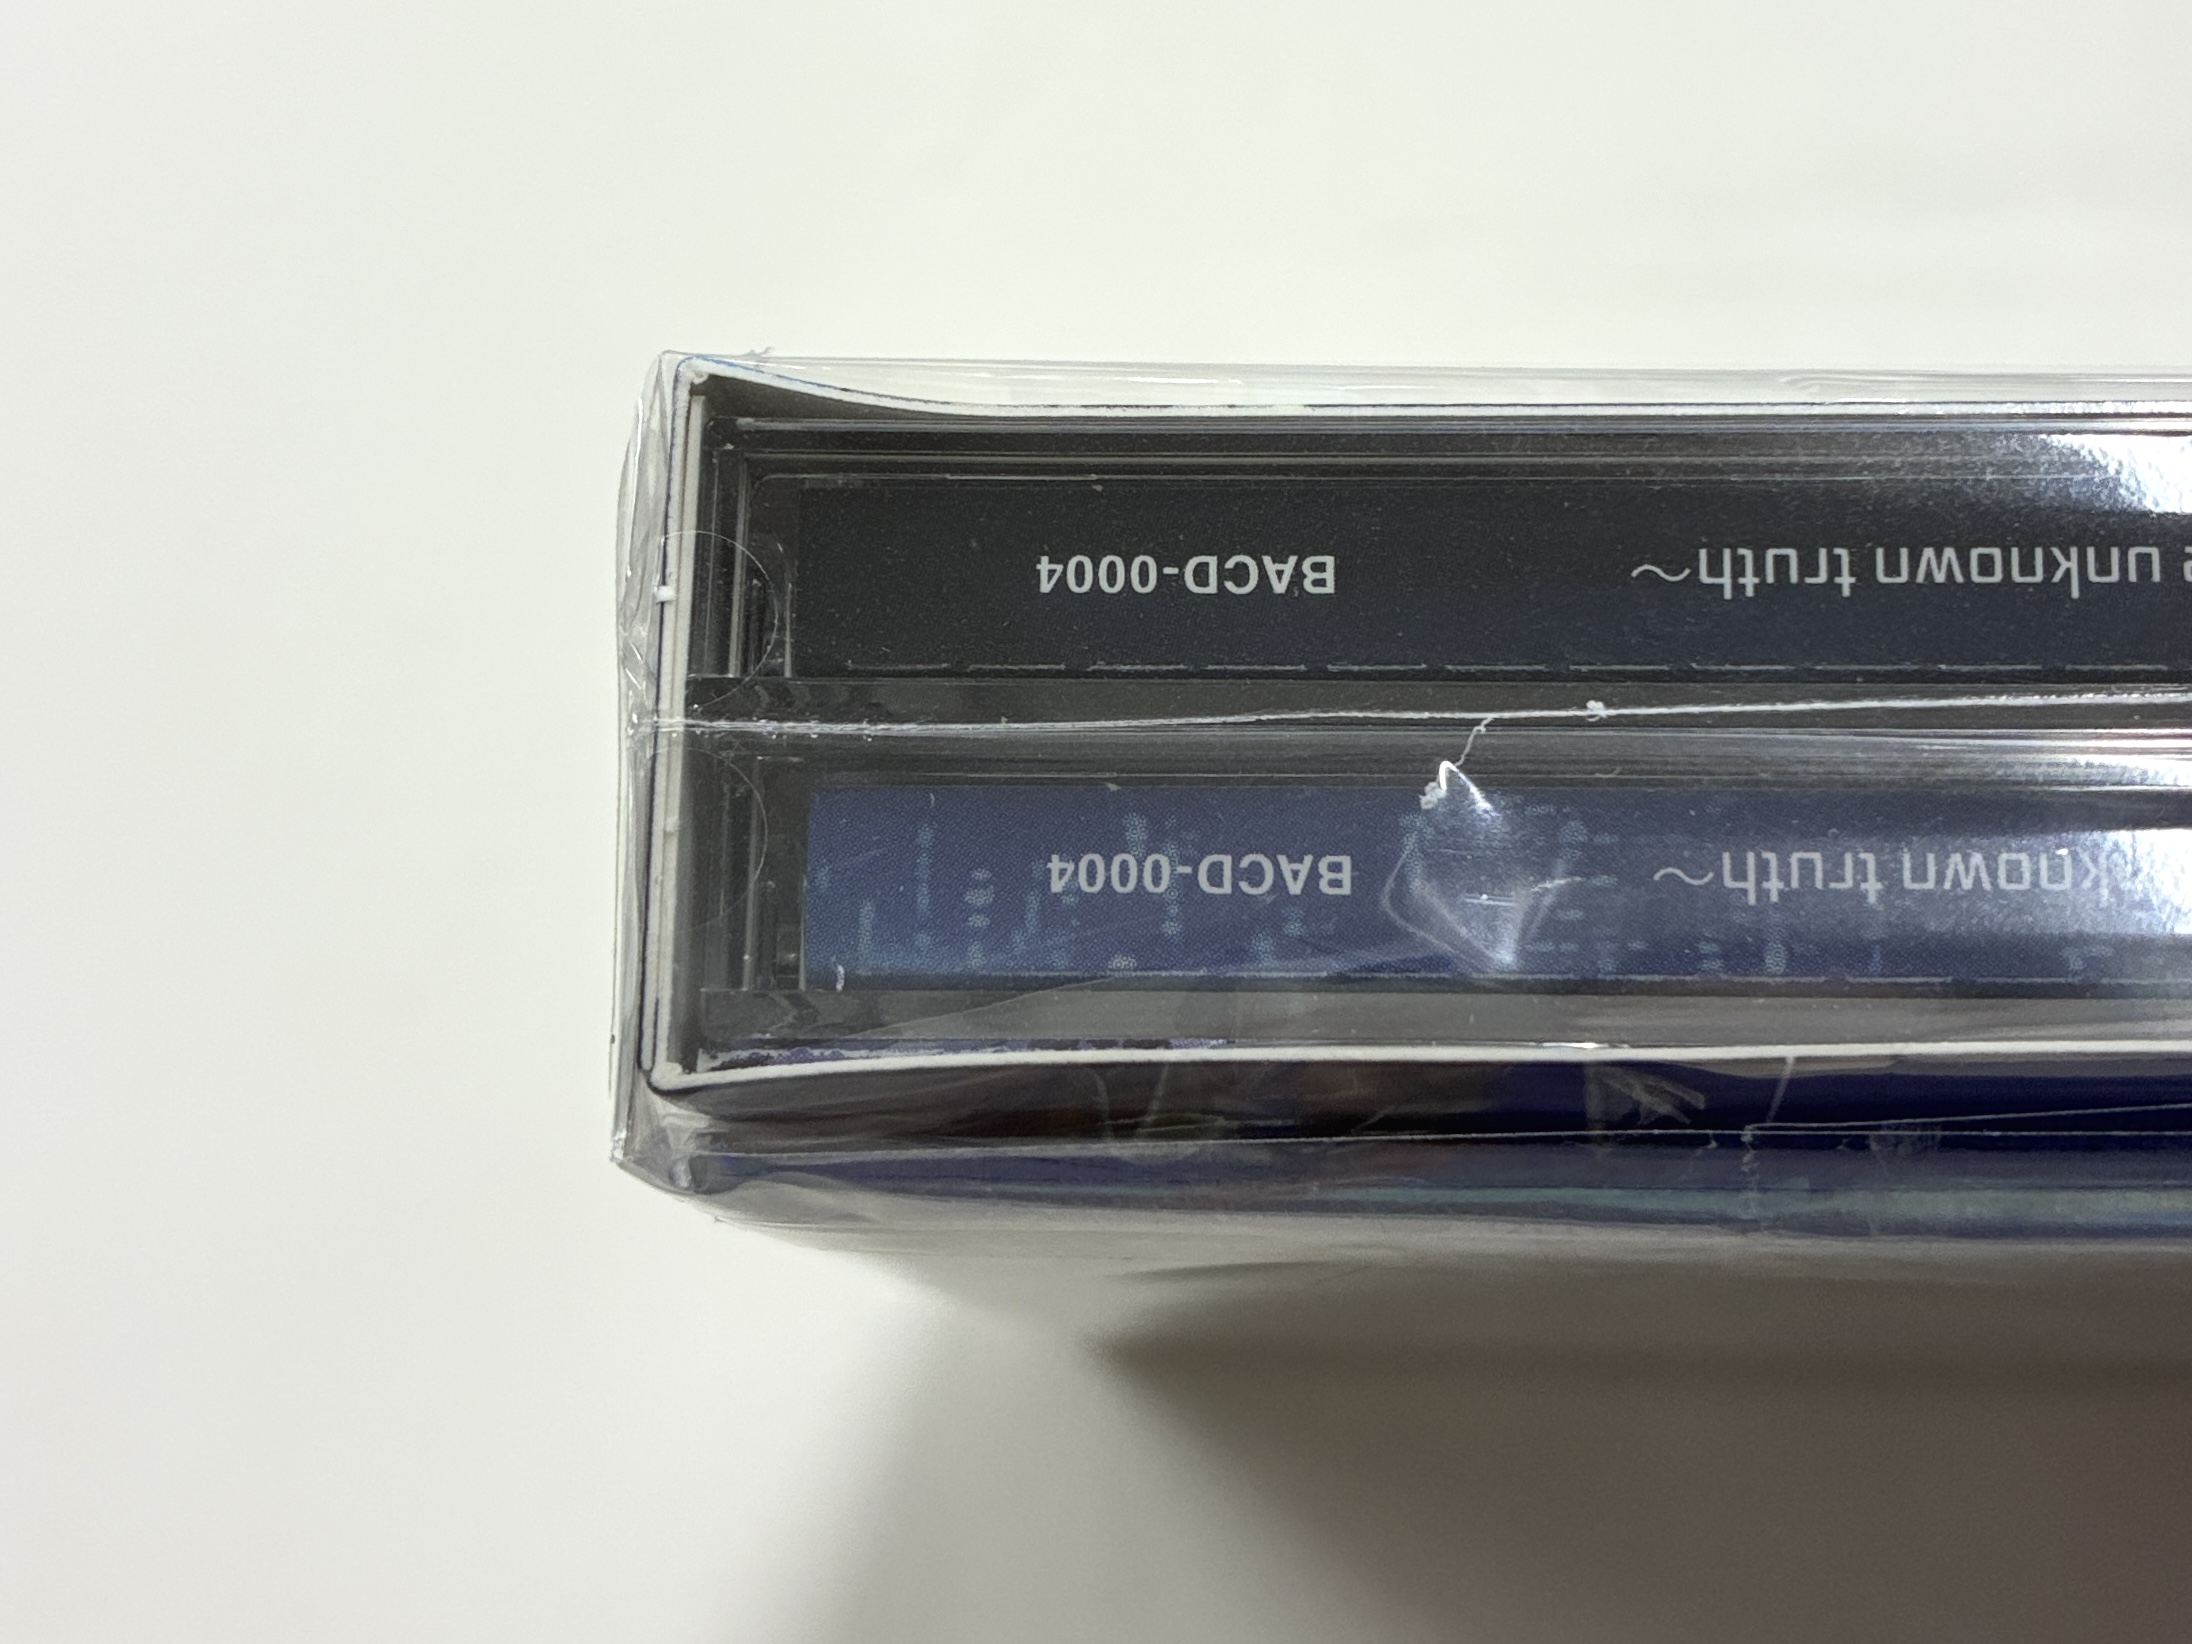 known truth～ BACD-0004
unknown truth～ BACD-0004